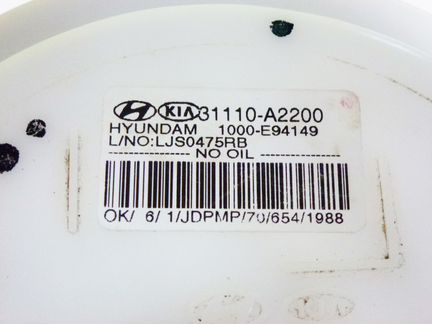 KIA 31110-A2200
HYUNDAM 1000-E94149
L/NO:LJS0475RB
---------------- NO OIL ----------------
OK/ 6/ 1/JDPMP/70/654/1988